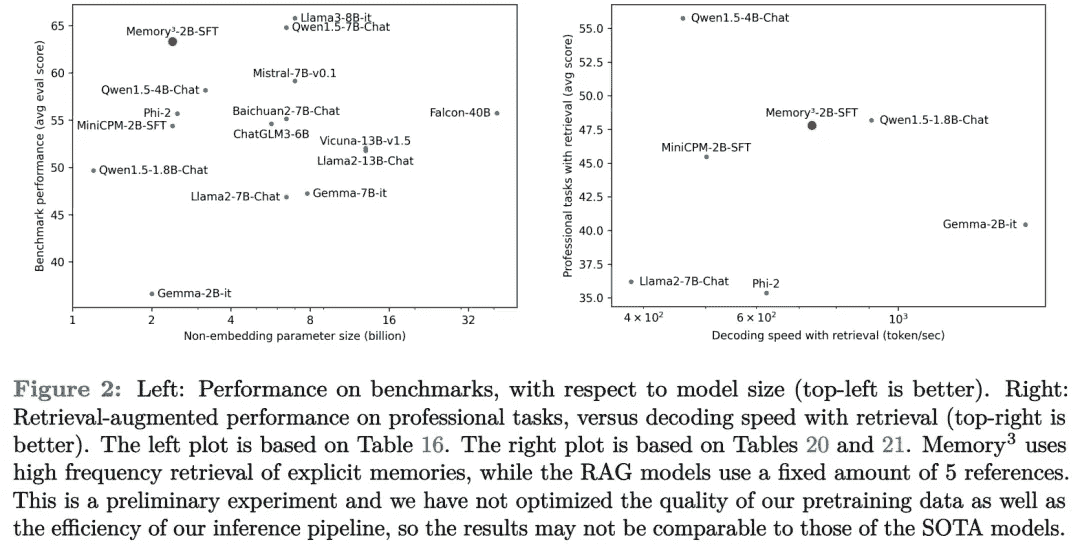 Benchmark performance (avg eval score)
65
60
55
50
45
40
Llama3-8B-it
Qwen1.5-7B-Chat
Memory³-2B-SFT
Mistral-7B-v0.1
Qwen1.5-4B-Chat
Phi-2
Baichuan2-7B-Chat
Falcon-40B
MiniCPM-2B-SFT
ChatGLM3-6B
Vicuna-13B-v1.5
Llama2-13B-Chat
Qwen1.5-1.8B-Chat
Llama2-7B-Chat
Gemma-7B-it
Gemma-2B-it
1 2 4 8 16 32
Non-embedding parameter size (billion)
Professional tasks with retrieval (avg score)
55.0
52.5
50.0
47.5
45.0
42.5
40.0
37.5
35.0
Qwen1.5-4B-Chat
Memory³-2B-SFT
Qwen1.5-1.8B-Chat
MiniCPM-2B-SFT
Gemma-2B-it
Llama2-7B-Chat
Phi-2
4 × 10² 6 × 10² 10³
Decoding speed with retrieval (token/sec)
Figure 2: Left: Performance on benchmarks, with respect to model size (top-left is better). Right:
Retrieval-augmented performance on professional tasks, versus decoding speed with retrieval (top-right is
better). The left plot is based on Table 16. The right plot is based on Tables 20 and 21. Memory³ uses
high frequency retrieval of explicit memories, while the RAG models use a fixed amount of 5 references.
This is a preliminary experiment and we have not optimized the quality of our pretraining data as well as
the efficiency of our inference pipeline, so the results may not be comparable to those of the SOTA models.